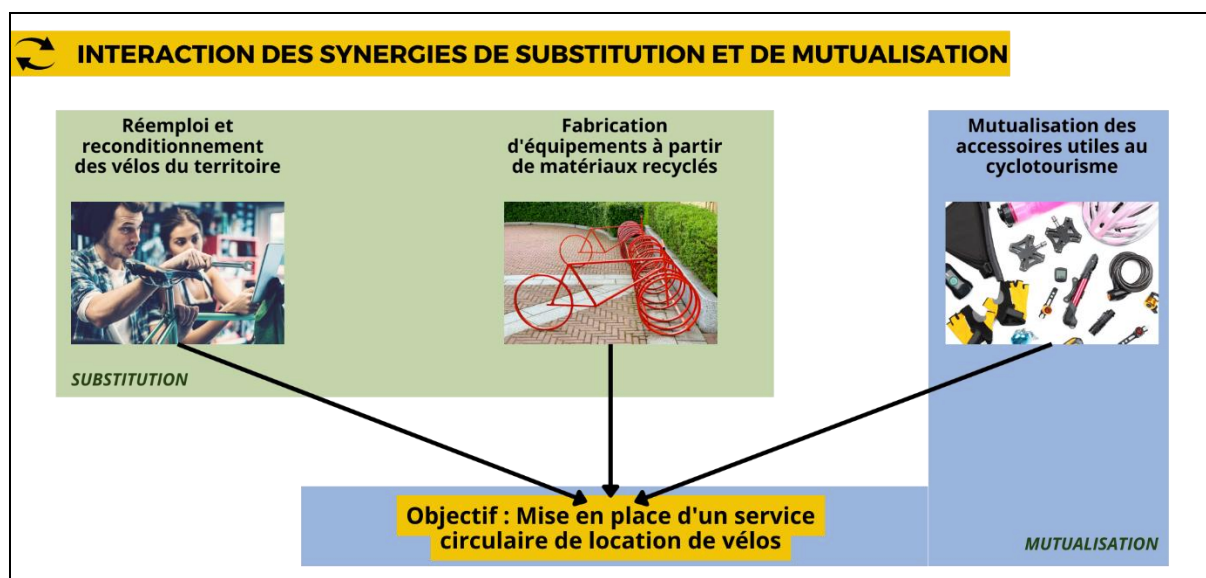 INTERACTION DES SYNERGIES DE SUBSTITUTION ET DE MUTUALISATION
Réemploi et
reconditionnement
des vélos du territoire
Fabrication
d'équipements à partir
de matériaux recyclés
Mutualisation des
accessoires utiles au
cyclotourisme
SUBSTITUTION
Objectif : Mise en place d'un service
circulaire de location de vélos
MUTUALISATION